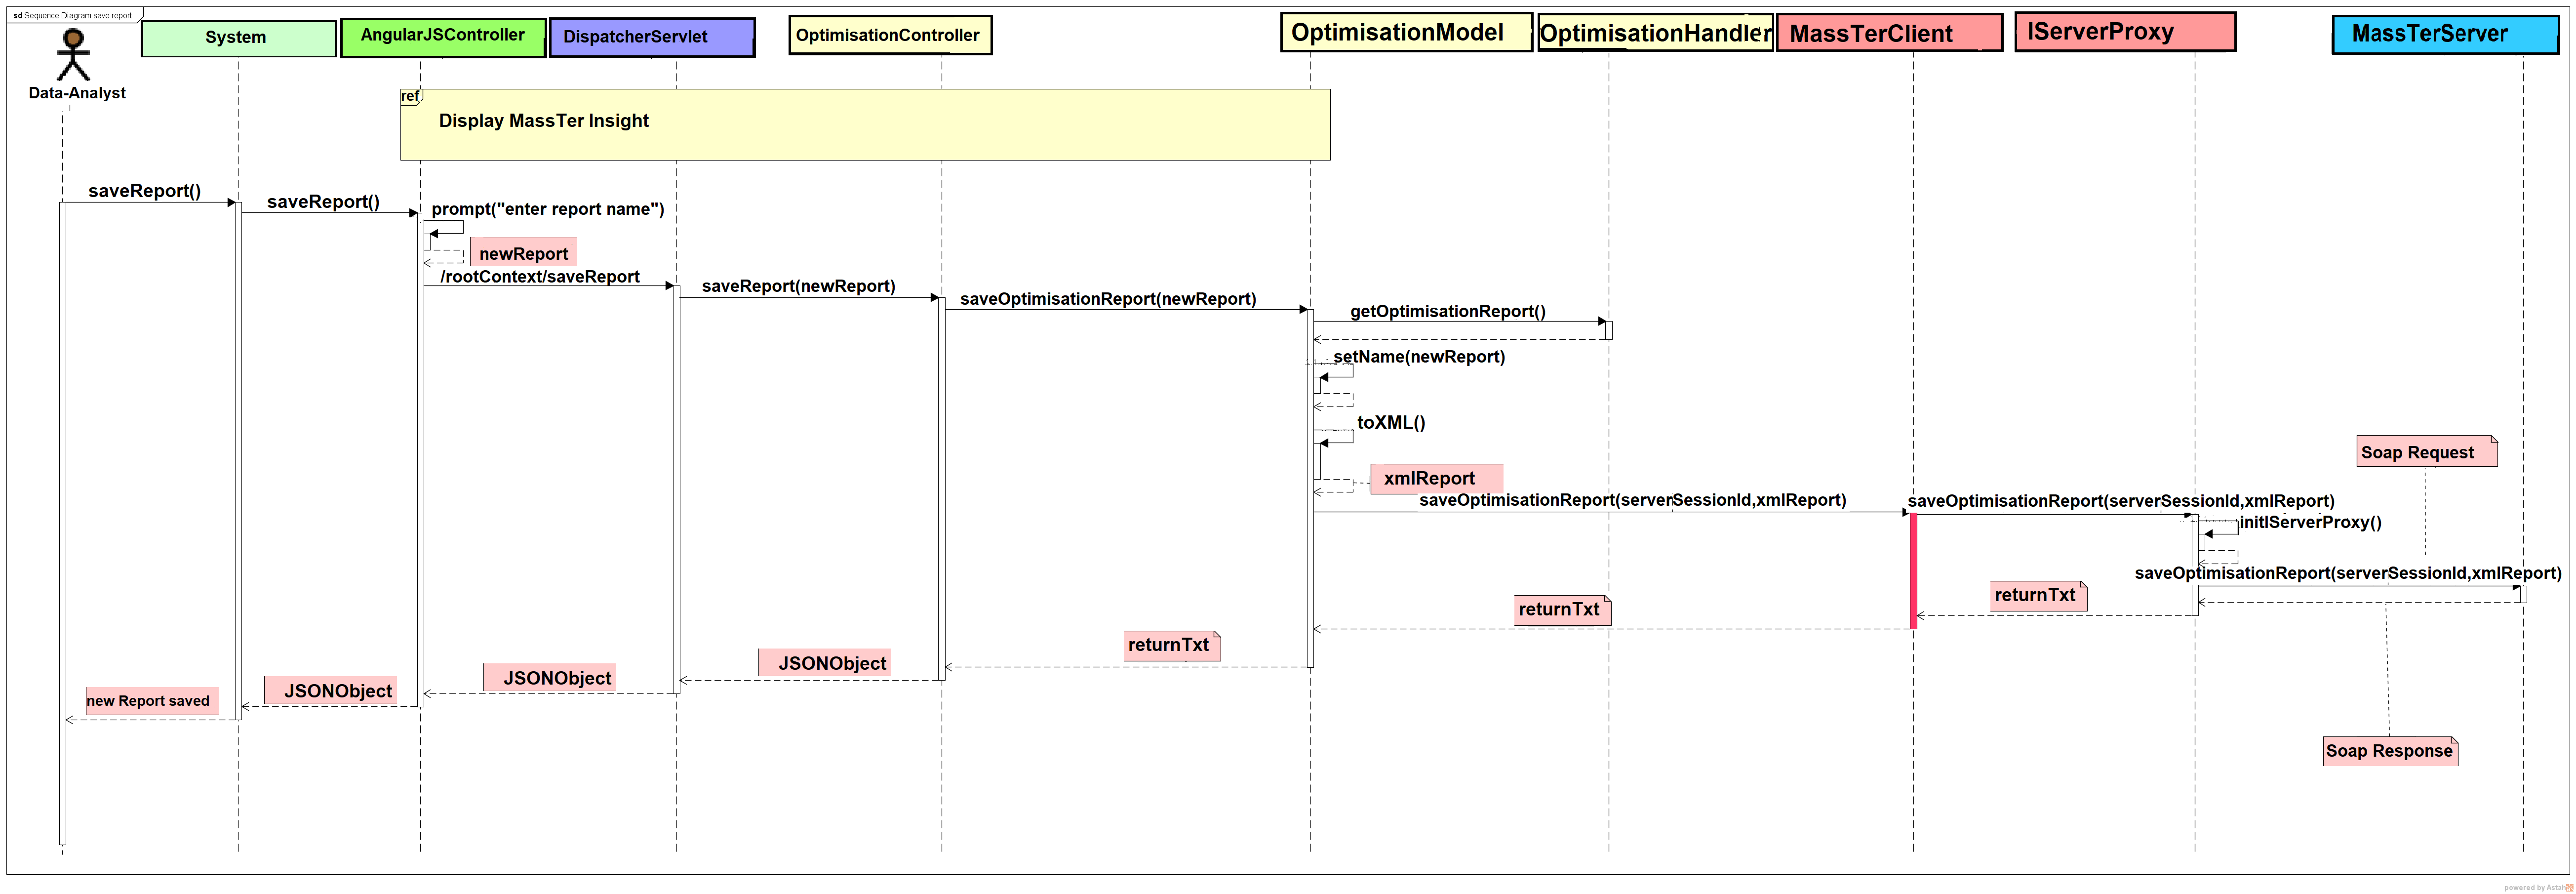 sd Sequence Diagram save report
System
AngularJSController
DispatcherServlet
OptimisationController
OptimisationModel
OptimisationHandler
MassTerClient
IServerProxy
MassTerServer
Data-Analyst
ref
Display MassTer Insight
saveReport()
saveReport()
prompt("enter report name")
newReport
/rootContext/saveReport
saveReport(newReport)
saveOptimisationReport(newReport)
getOptimisationReport()
setName(newReport)
toXML()
Soap Request
xmlReport
saveOptimisationReport(serverSessionId,xmlReport)
saveOptimisationReport(serverSessionId,xmlReport)
initIServerProxy()
saveOptimisationReport(serverSessionId,xmlReport)
returnTxt
returnTxt
returnTxt
JSONObject
JSONObject
JSONObject
new Report saved
Soap Response
powered by Astah